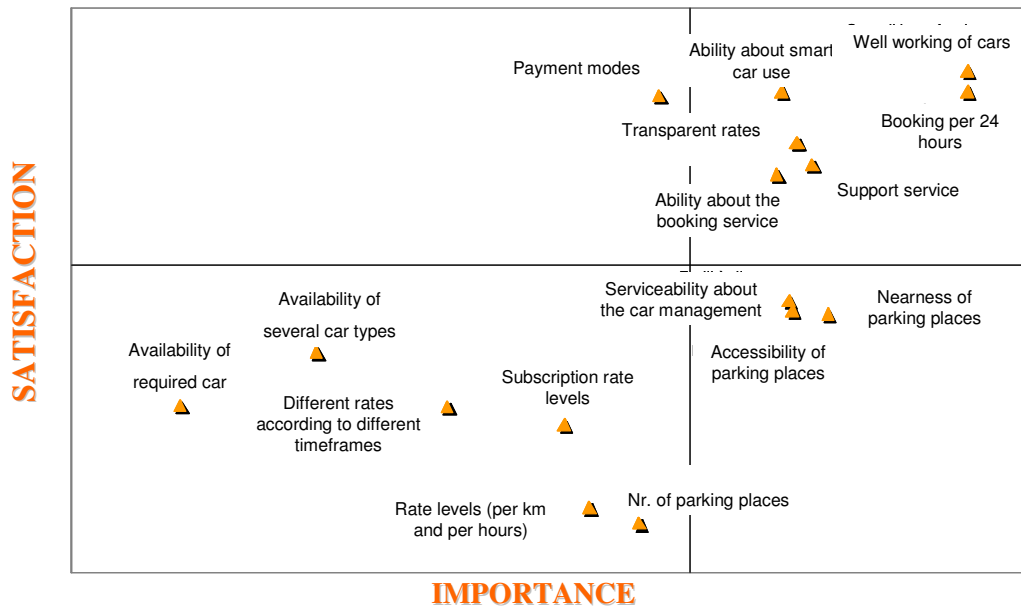 Well working of cars
Ability about smart
car use
Payment modes
Booking per 24
hours
Transparent rates
Support service
Ability about the
booking service
SATISFACTION
Serviceability about
the car management
Nearness of
parking places
Availability of
several car types
Availability of
required car
Accessibility of
parking places
Subscription rate
levels
Different rates
according to different
timeframes
Rate levels (per km
and per hours)
Nr. of parking places
IMPORTANCE